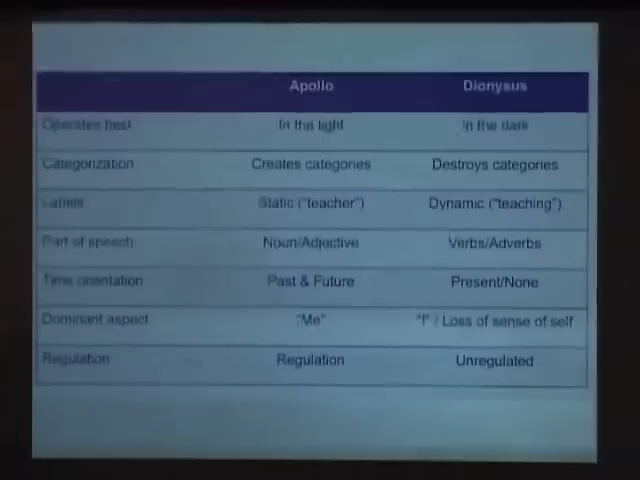 Apollo Dionysus
Operates best In the light In the dark
Categorization Creates categories Destroys categories
Labels Static ("teacher") Dynamic ("teaching")
Part of speech Noun/Adjective Verbs/Adverbs
Time orientation Past & Future Present/None
Dominant aspect "Me" "I" / Loss of sense of self
Regulation Regulation Unregulated